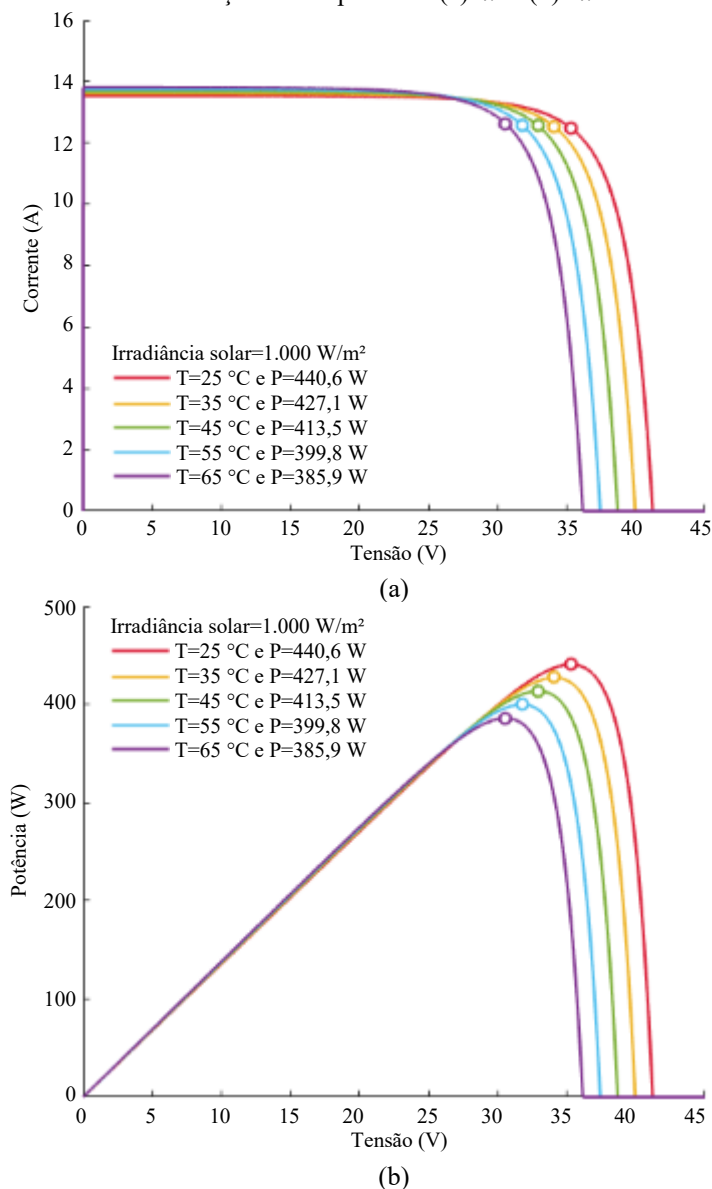 16
14
12
10
8
6
4
2
0
Corrente (A)
Irradiância solar=1.000 W/m²
T=25 °C e P=440,6 W
T=35 °C e P=427,1 W
T=45 °C e P=413,5 W
T=55 °C e P=399,8 W
T=65 °C e P=385,9 W
0 5 10 15 20 25 30 35 40 45
Tensão (V)
(a)
500
400
300
200
100
0
Potência (W)
Irradiância solar=1.000 W/m²
T=25 °C e P=440,6 W
T=35 °C e P=427,1 W
T=45 °C e P=413,5 W
T=55 °C e P=399,8 W
T=65 °C e P=385,9 W
0 5 10 15 20 25 30 35 40 45
Tensão (V)
(b)